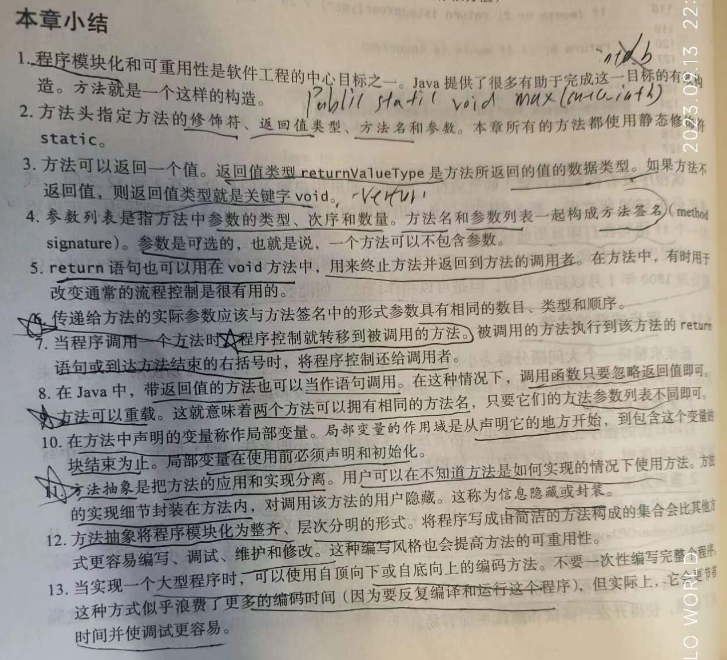 本章小结
1. 程序模块化和可重用性是软件工程的中心目标之一。Java 提供了很多有助于完成这一目标的有效构
造。方法就是一个这样的构造。
2. 方法头指定方法的修饰符、返回值类型、方法名和参数。本章所有的方法都使用静态修饰符
static。
3. 方法可以返回一个值。返回值类型 returnValueType 是方法所返回的值的数据类型。如果方法不
返回值，则返回值类型就是关键字 void。
4. 参数列表是指方法中参数的类型、次序和数量。方法名和参数列表一起构成方法签名（method
signature）。参数是可选的，也就是说，一个方法可以不包含参数。
5. return 语句也可以用在 void 方法中，用来终止方法并返回到方法的调用者。在方法中，有时用于
改变通常的流程控制是很有用的。
6. 传递给方法的实际参数应该与方法签名中的形式参数具有相同的数目、类型和顺序。
7. 当程序调用一个方法时，程序控制就转移到被调用的方法。被调用的方法执行到该方法的 return
语句或到达方法结束的右括号时，将程序控制还给调用者。
8. 在 Java 中，带返回值的方法也可以当作语句调用。在这种情况下，调用函数只要忽略返回值即可。
方法可以重载。这就意味着两个方法可以拥有相同的方法名，只要它们的方法参数列表不同即可。
10. 在方法中声明的变量称作局部变量。局部变量的作用域是从声明它的地方开始，到包含这个变量的
块结束为止。局部变量在使用前必须声明和初始化。
11. 方法抽象是把方法的应用和实现分离。用户可以在不知道方法是如何实现的情况下使用方法。方法
的实现细节封装在方法内，对调用该方法的用户隐藏。这称为信息隐藏或封装。
12. 方法抽象将程序模块化为整齐、层次分明的形式。将程序写成由简洁的方法构成的集合会比其他方
式更容易编写、调试、维护和修改。这种编写风格也会提高方法的可重用性。
13. 当实现一个大型程序时，可以使用自顶向下或自底向上的编码方法。不要一次性编写完整个程序。
这种方式似乎浪费了更多的编码时间（因为要反复编译和运行这个程序），但实际上，它会更节省
时间并使调试更容易。
2023.09.13 22:
LO WORLD